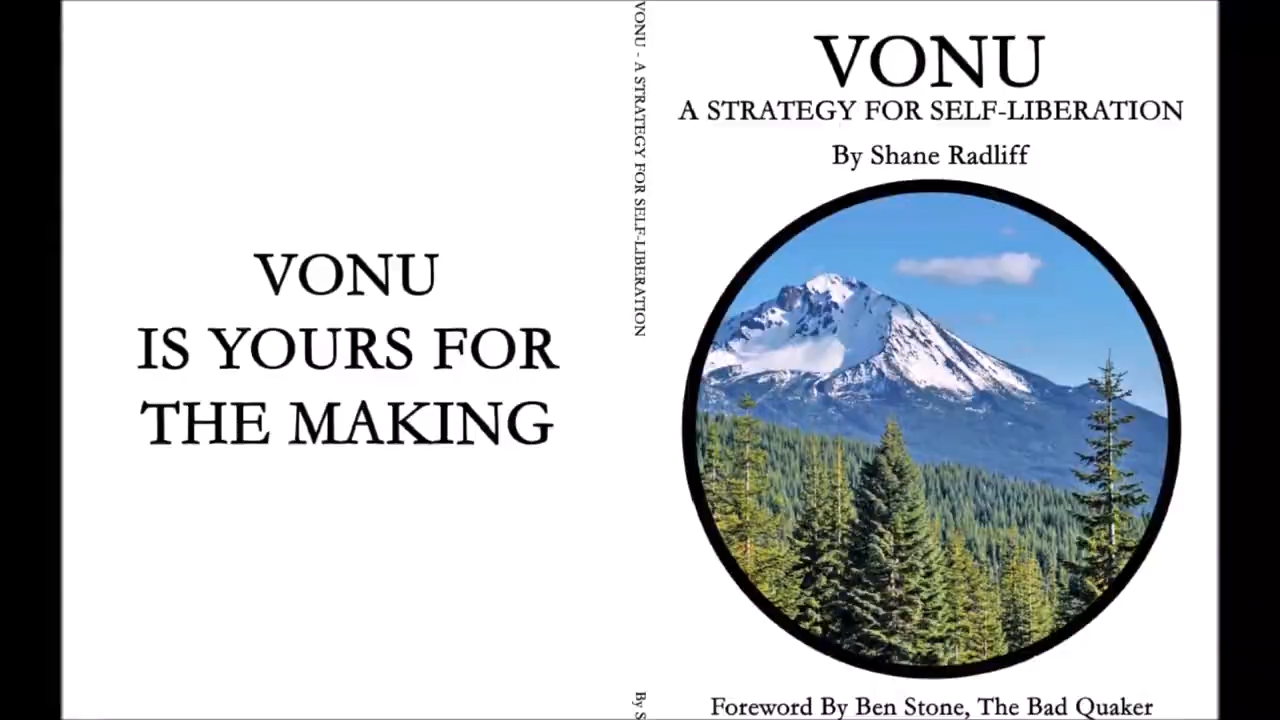 VONU
IS YOURS FOR
THE MAKING
VONU - A STRATEGY FOR SELF-LIBERATION
By S
VONU
A STRATEGY FOR SELF-LIBERATION
By Shane Radliff
Foreword By Ben Stone, The Bad Quaker